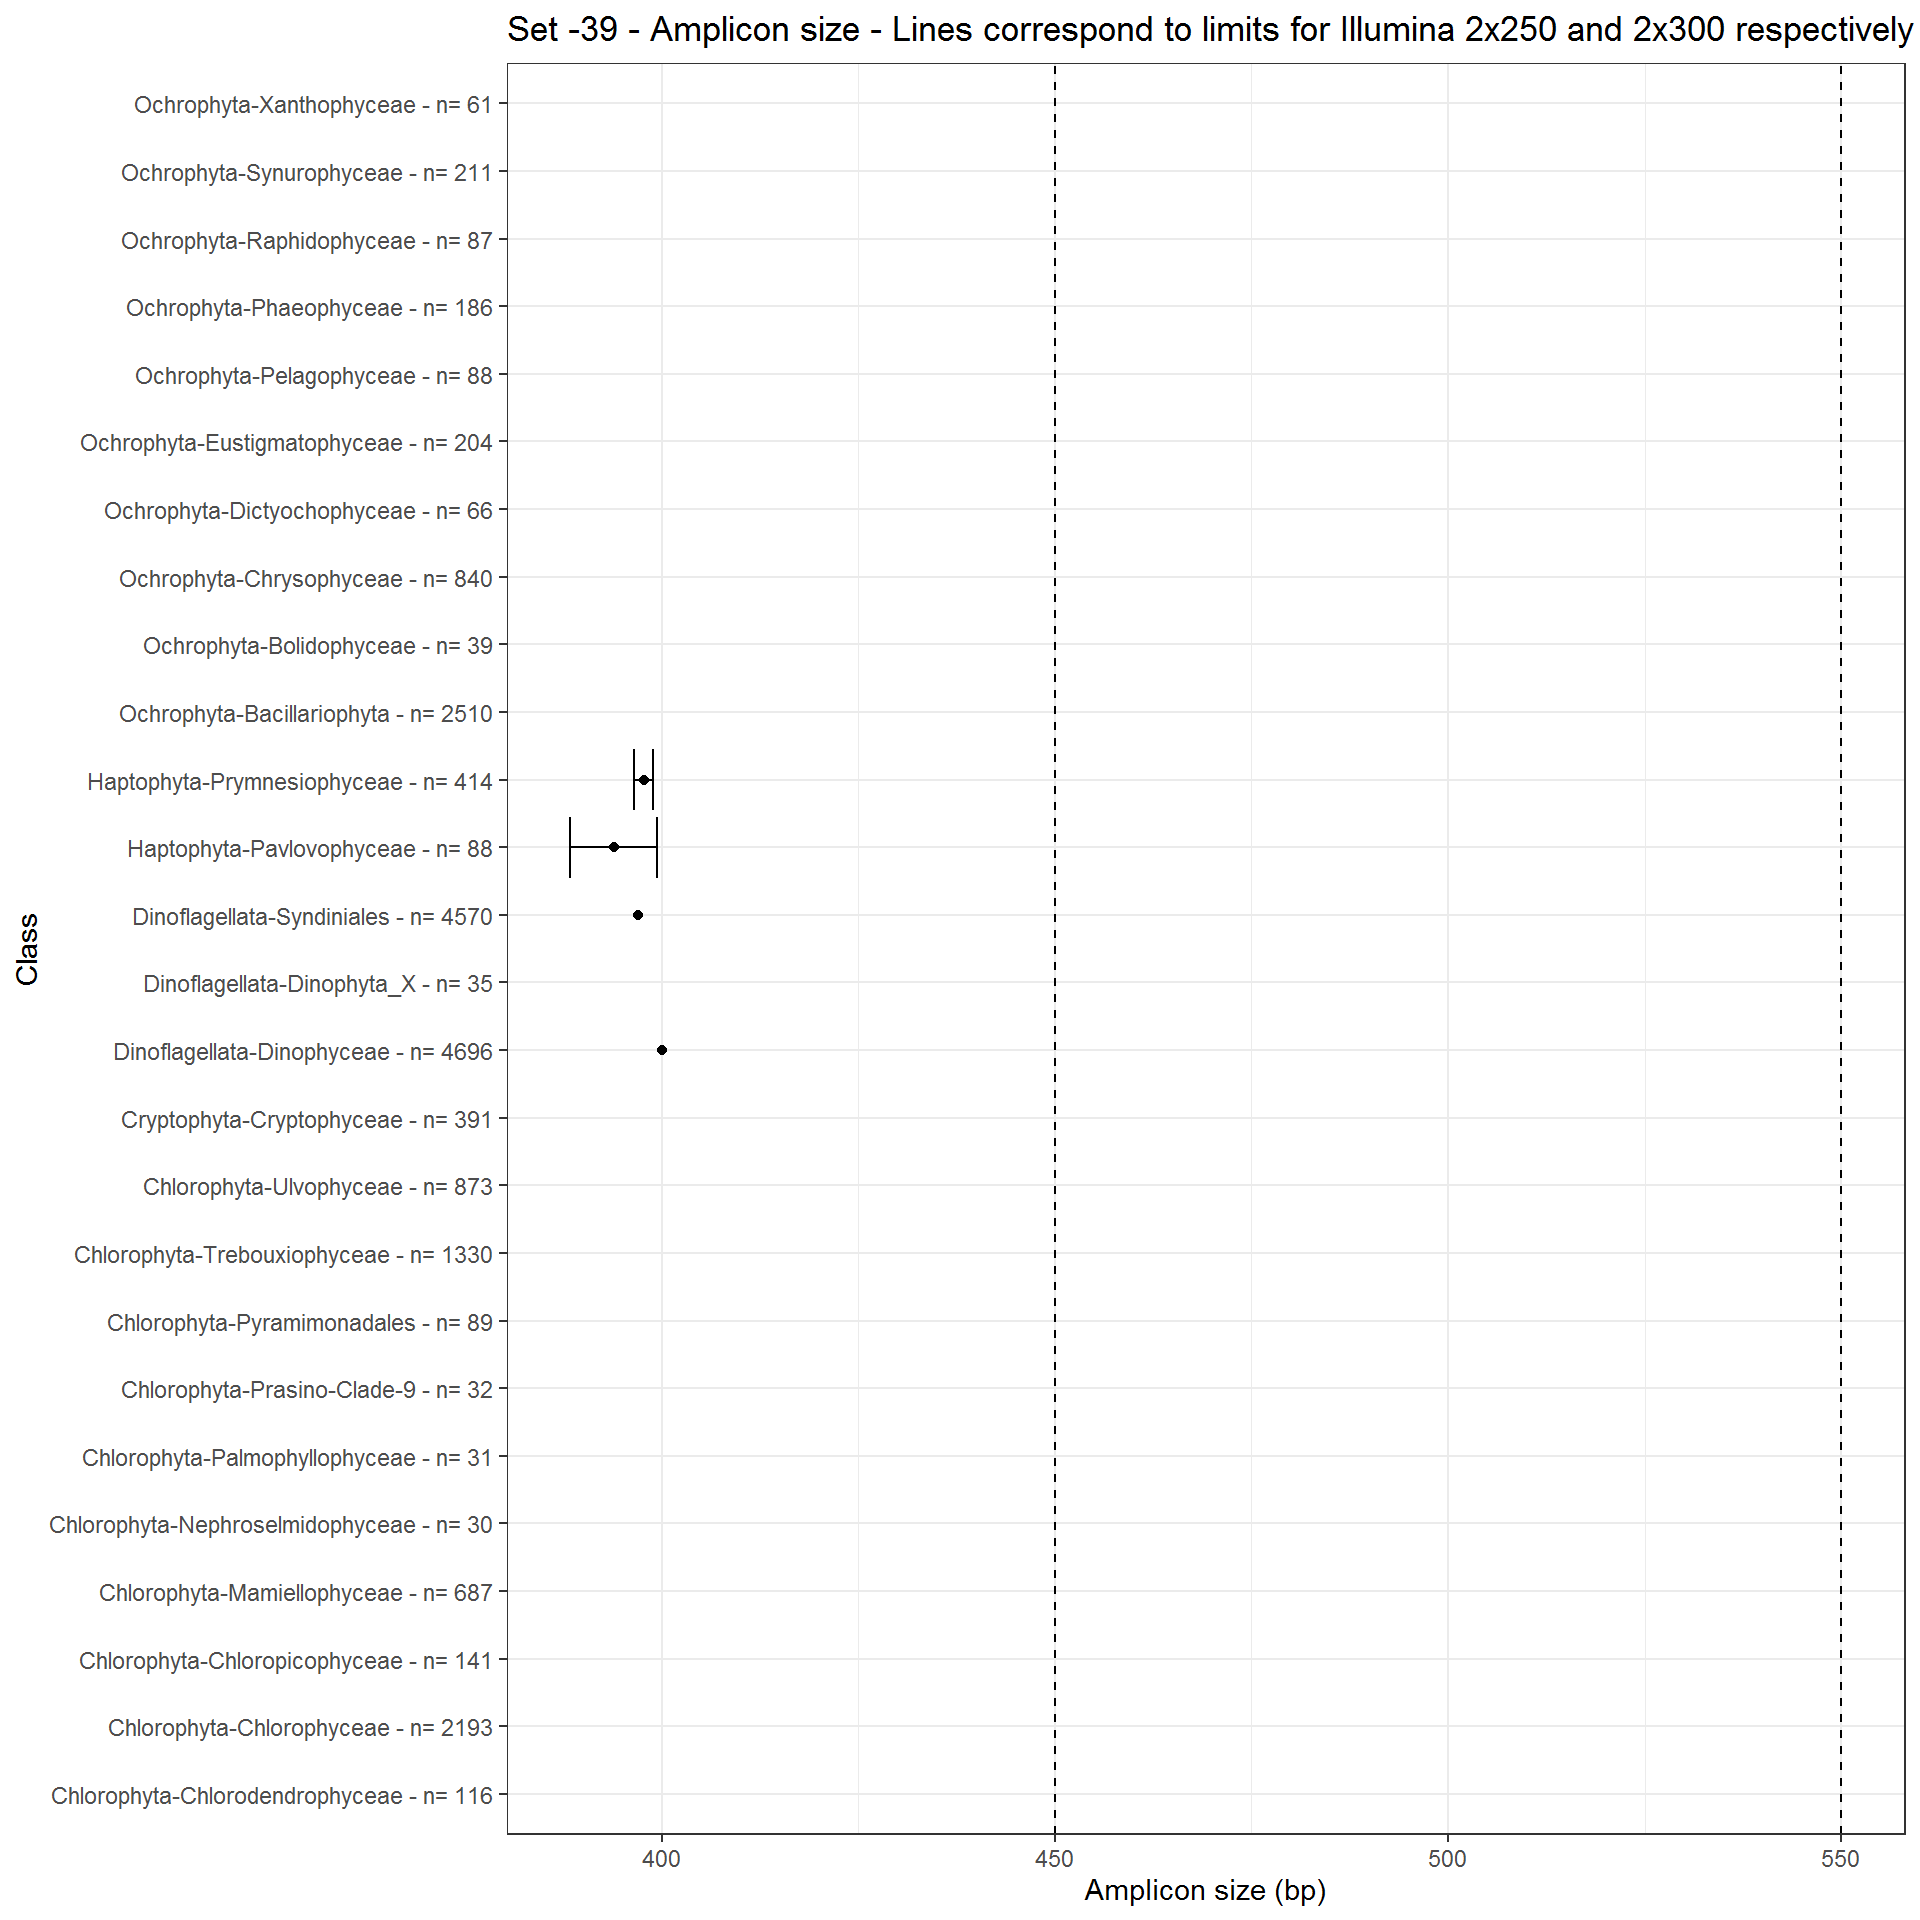 Set -39 - Amplicon size - Lines correspond to limits for Illumina 2x250 and 2x300 respectively
Ochrophyta-Xanthophyceae - n= 61
Ochrophyta-Synurophyceae - n= 211
Ochrophyta-Raphidophyceae - n= 87
Ochrophyta-Phaeophyceae - n= 186
Ochrophyta-Pelagophyceae - n= 88
Ochrophyta-Eustigmatophyceae - n= 204
Ochrophyta-Dictyochophyceae - n= 66
Ochrophyta-Chrysophyceae - n= 840
Ochrophyta-Bolidophyceae - n= 39
Ochrophyta-Bacillariophyta - n= 2510
Haptophyta-Prymnesiophyceae - n= 414
Haptophyta-Pavlovophyceae - n= 88
Dinoflagellata-Syndiniales - n= 4570
Dinoflagellata-Dinophyta_X - n= 35
Dinoflagellata-Dinophyceae - n= 4696
Cryptophyta-Cryptophyceae - n= 391
Chlorophyta-Ulvophyceae - n= 873
Chlorophyta-Trebouxiophyceae - n= 1330
Chlorophyta-Pyramimonadales - n= 89
Chlorophyta-Prasino-Clade-9 - n= 32
Chlorophyta-Palmophyllophyceae - n= 31
Chlorophyta-Nephroselmidophyceae - n= 30
Chlorophyta-Mamiellophyceae - n= 687
Chlorophyta-Chloropicophyceae - n= 141
Chlorophyta-Chlorophyceae - n= 2193
Chlorophyta-Chlorodendrophyceae - n= 116
Class
400 450 500 550
Amplicon size (bp)